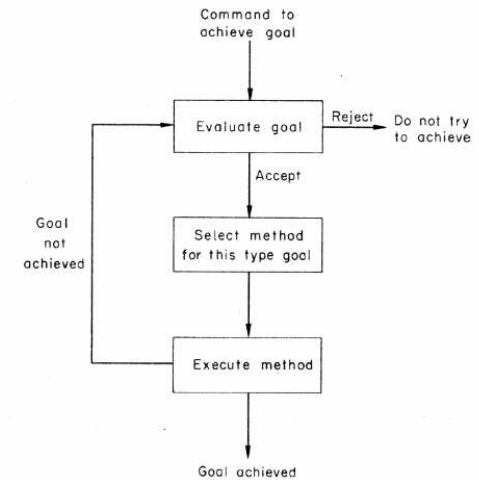 Command to
achieve goal
Evaluate goal
Reject
Do not try
to achieve
Accept
Goal
not
achieved
Select method
for this type goal
Execute method
Goal achieved